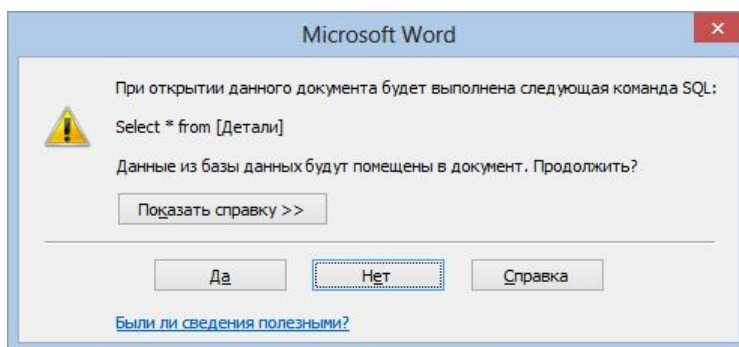 Microsoft Word
При открытии данного документа будет выполнена следующая команда SQL:
Select * from [Детали]
Данные из базы данных будут помещены в документ. Продолжить?
Показать справку >>
Да
Нет
Справка
Были ли сведения полезными?